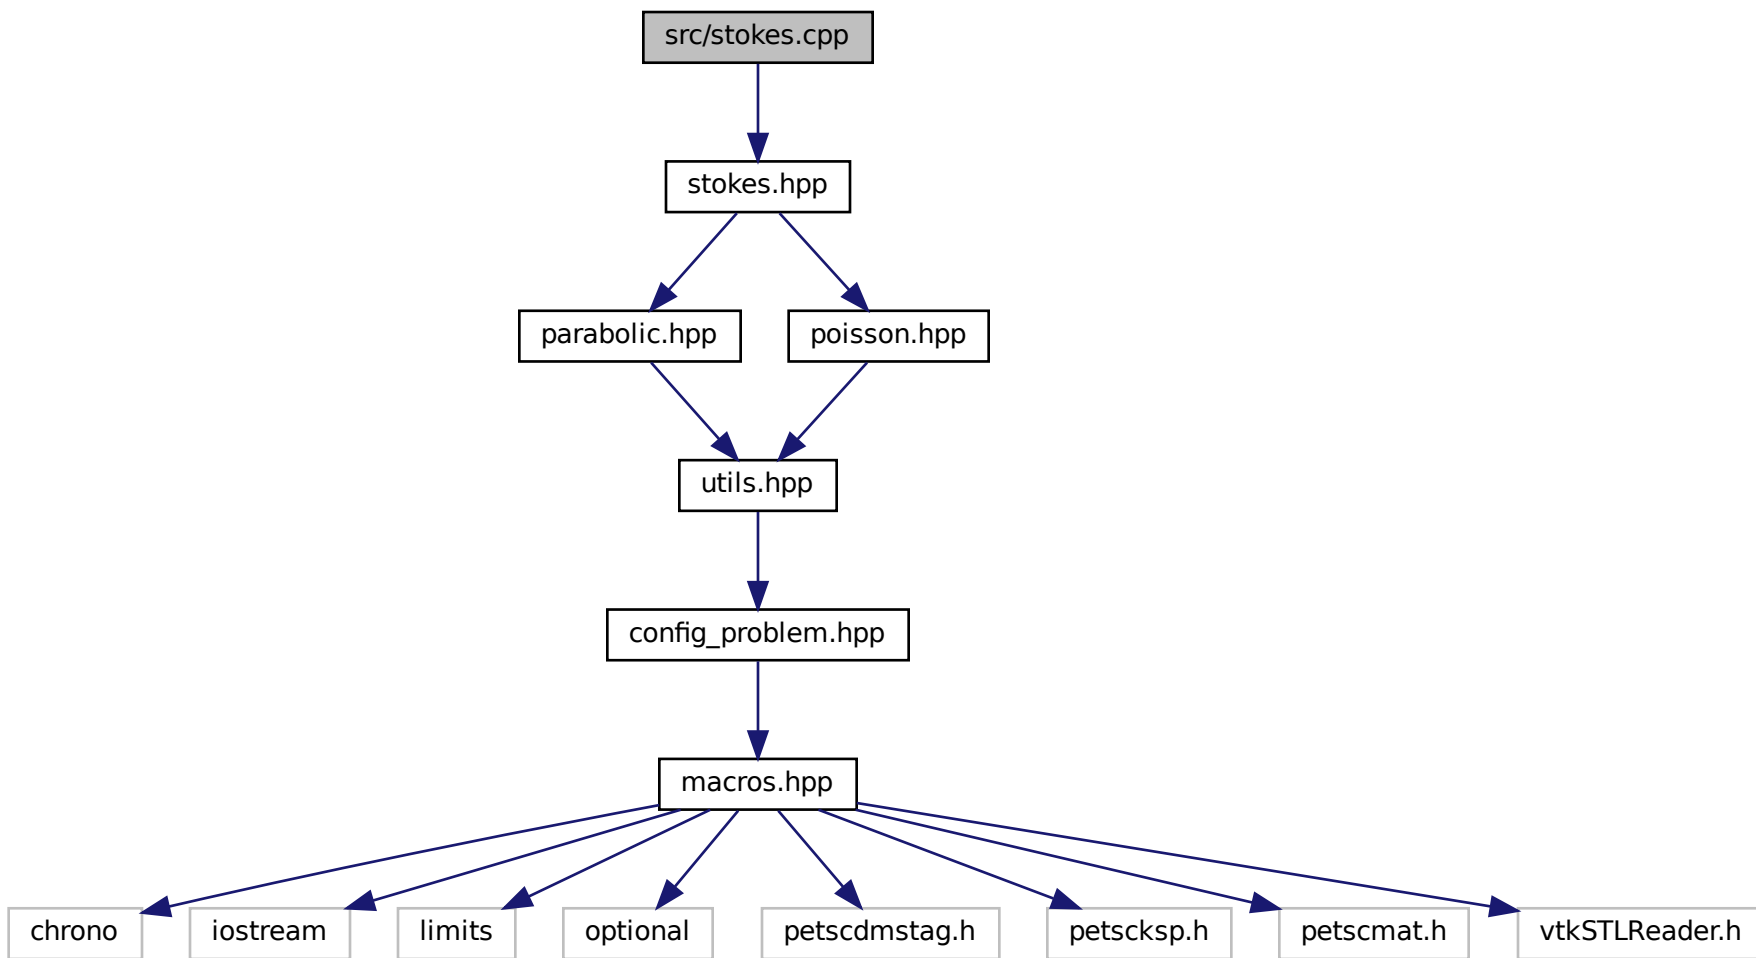 src/stokes.cpp
stokes.hpp
parabolic.hpp
poisson.hpp
utils.hpp
config_problem.hpp
macros.hpp
chrono
iostream
limits
optional
petscdmstag.h
petscksp.h
petscmat.h
vtkSTLReader.h